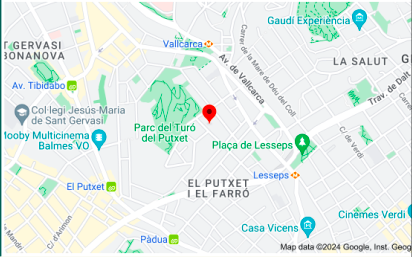 Gaudí Experiència
Vallcarca
T GERVASI
BONANOVA
Carrer de la Mare de Déu del Coll
Av. de Vallcarca
LA SALUT
Av. Tibidabo
Trav. de Dalt
Col·legi Jesús-Maria
de Sant Gervasi
Mooby Multicinema
Balmes VO
Parc del Turó
del Putxet
Plaça de Lesseps
C/ de Verdi
El Putxet
EL PUTXET
I EL FARRÓ
Lesseps
Cinemes Verdi
Casa Vicens
C/ d'Arimon
Mandri
Pàdua
Map data ©2024 Google, Inst. Geog